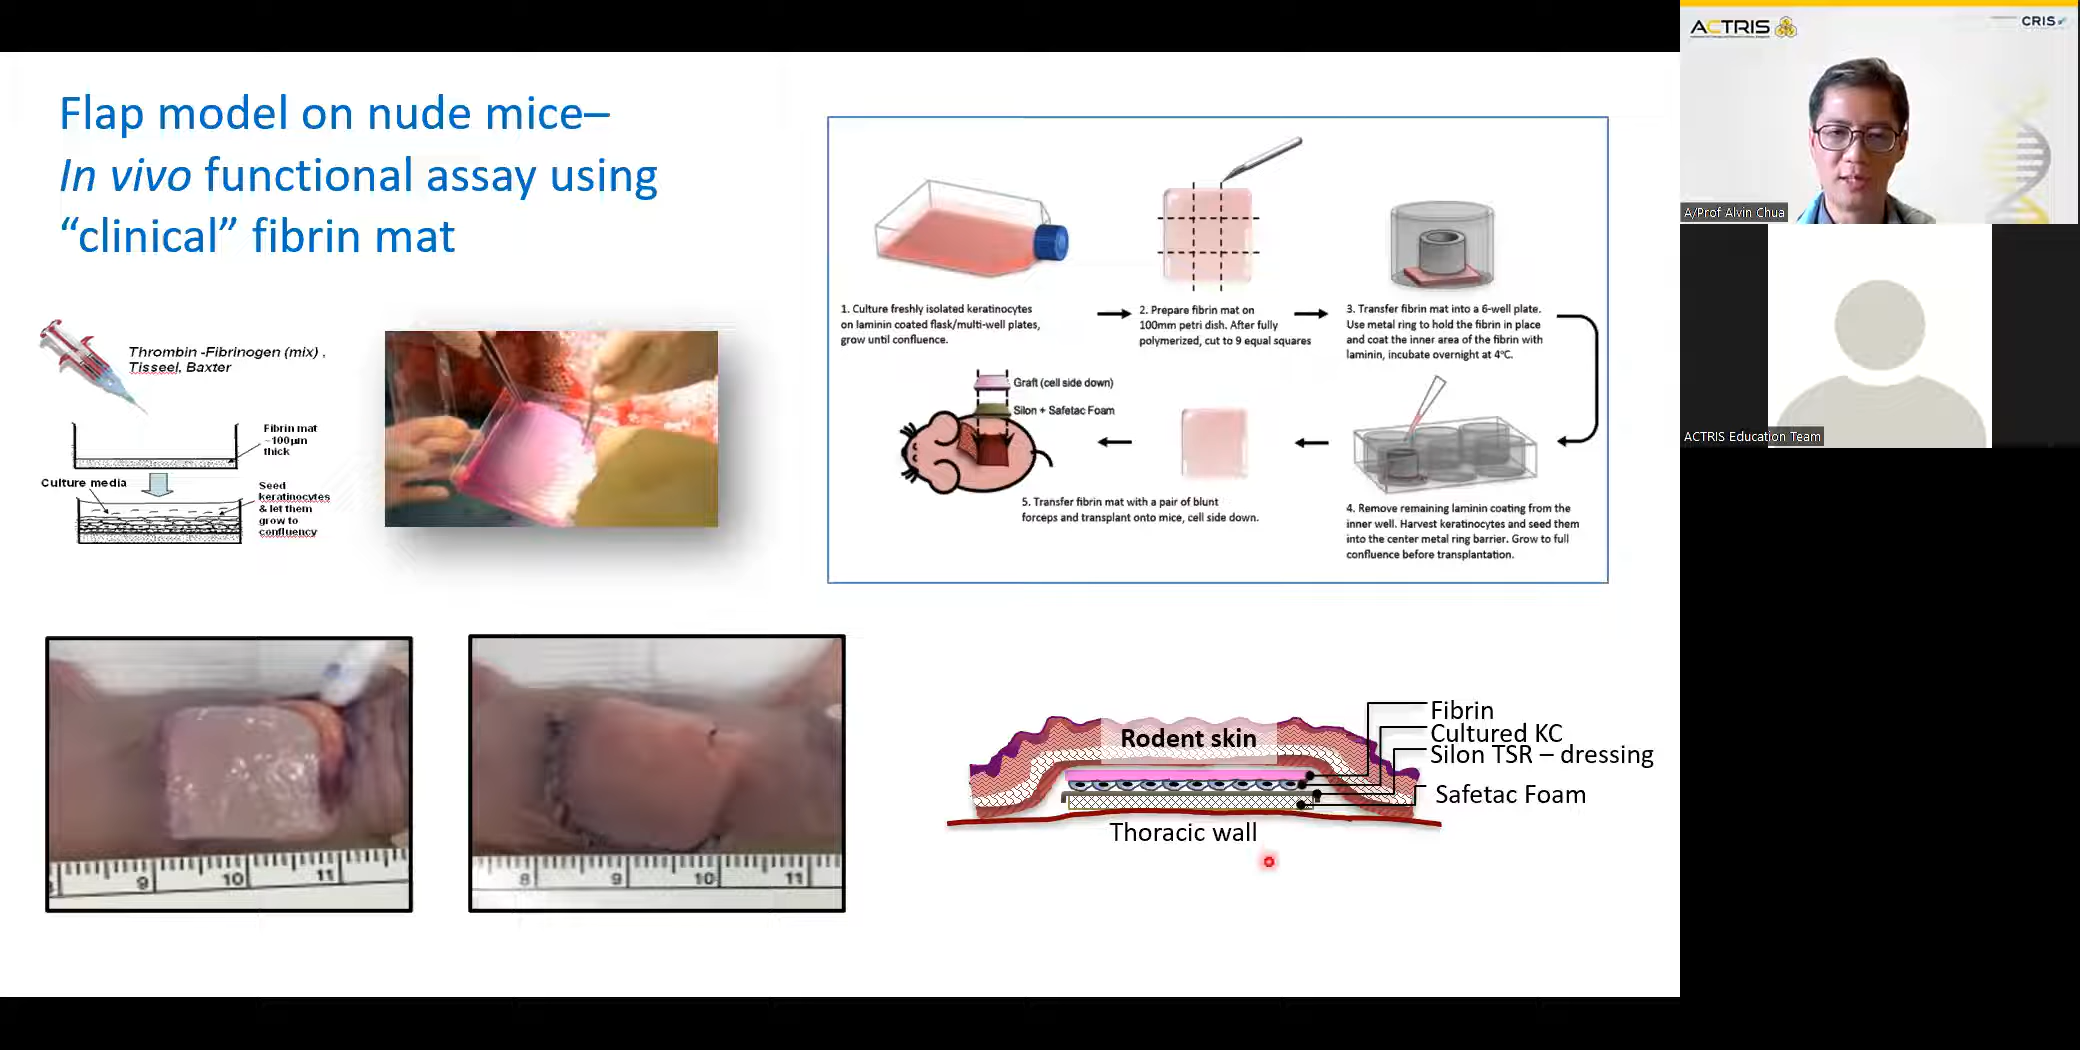 Flap model on nude mice–
In vivo functional assay using
“clinical” fibrin mat
Thrombin -Fibrinogen (mix) ,
Tisseel, Baxter
Fibrin mat
~100µm
thick
Culture media
Seed
keratinocytes
& let them
grow to
confluency
1. Culture freshly isolated keratinocytes
on laminin coated flask/multi-well plates,
grow until confluence.
2. Prepare fibrin mat on
100mm petri dish. After fully
polymerized, cut to 9 equal squares
3. Transfer fibrin mat into a 6-well plate.
Use metal ring to hold the fibrin in place
and coat the inner area of the fibrin with
laminin, incubate overnight at 4°C.
Graft (cell side down)
Silon + Safetac Foam
5. Transfer fibrin mat with a pair of blunt
forceps and transplant onto mice, cell side down.
4. Remove remaining laminin coating from the
inner well. Harvest keratinocytes and seed them
into the center metal ring barrier. Grow to full
confluence before transplantation.
9 10 11
8 9 10 11
Rodent skin
Fibrin
Cultured KC
Silon TSR – dressing
Safetac Foam
Thoracic wall
ACTRIS
CRIS
A/Prof Alvin Chua
ACTRIS Education Team